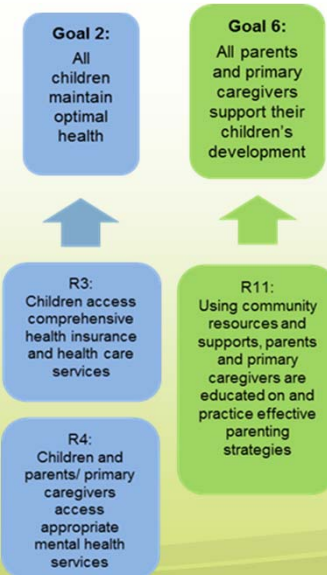 Goal 2:
All
children
maintain
optimal
health
Goal 6:
All parents
and primary
caregivers
support their
children's
development
R3:
Children access
comprehensive
health insurance
and health care
services
R4:
Children and
parents/ primary
caregivers
access
appropriate
mental health
services
R11:
Using community
resources and
supports, parents
and primary
caregivers are
educated on and
practice effective
parenting
strategies